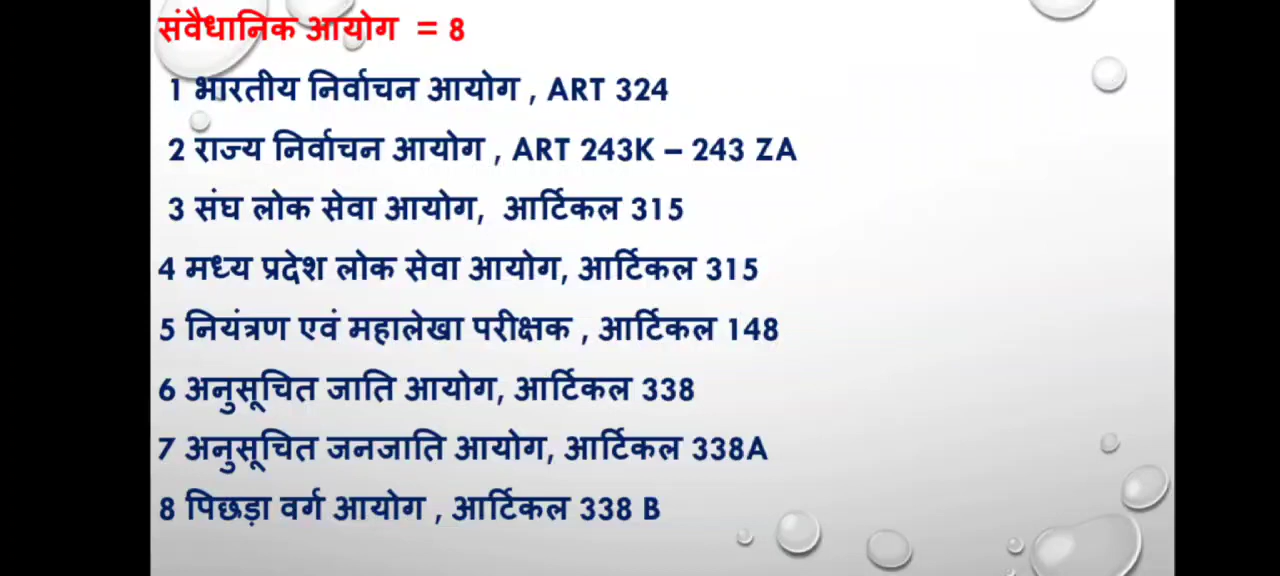 संवैधानिक आयोग = 8
1 भारतीय निर्वाचन आयोग , ART 324
2 राज्य निर्वाचन आयोग , ART 243K – 243 ZA
3 संघ लोक सेवा आयोग, आर्टिकल 315
4 मध्य प्रदेश लोक सेवा आयोग, आर्टिकल 315
5 नियंत्रण एवं महालेखा परीक्षक , आर्टिकल 148
6 अनुसूचित जाति आयोग, आर्टिकल 338
7 अनुसूचित जनजाति आयोग, आर्टिकल 338A
8 पिछड़ा वर्ग आयोग , आर्टिकल 338 B